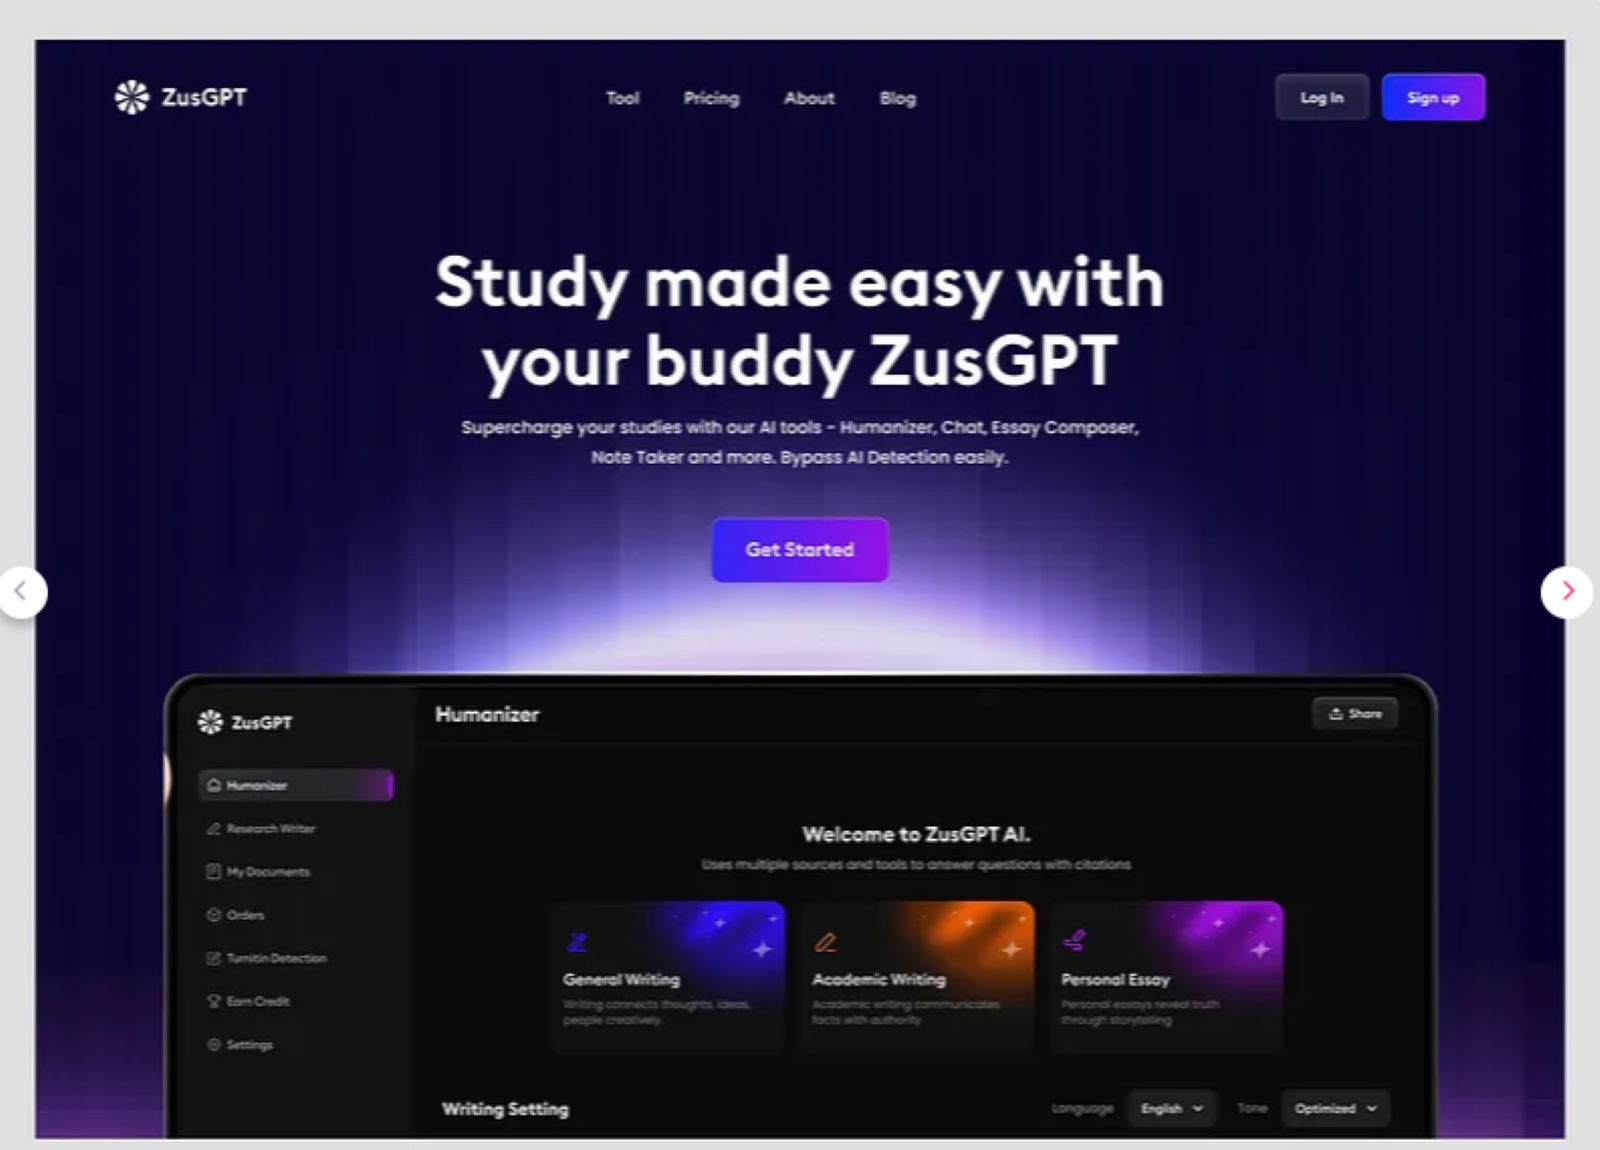 ZusGPT
Tool Pricing About Blog
Log In Sign up
Study made easy with
your buddy ZusGPT
Supercharge your studies with our AI tools - Humanizer, Chat, Essay Composer,
Note Taker and more. Bypass AI Detection easily.
Get Started
ZusGPT
Humanizer
Research Writer
My Documents
Orders
Turnitin Detection
Earn Credit
Settings
Humanizer
Share
Welcome to ZusGPT AI.
Uses multiple sources and tools to answer questions with citations
General Writing
Writing connects thoughts, ideas,
people creatively.
Academic Writing
Academic writing communicates
facts with authority
Personal Essay
Personal essays reveal truth
through storytelling
Writing Setting
Language English Tone Optimized